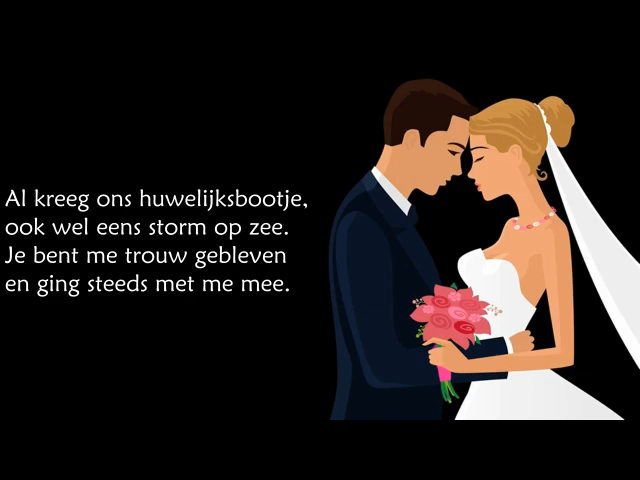 Al kreeg ons huwelijksbootje,
ook wel eens storm op zee.
Je bent me trouw gebleven
en ging steeds met me mee.